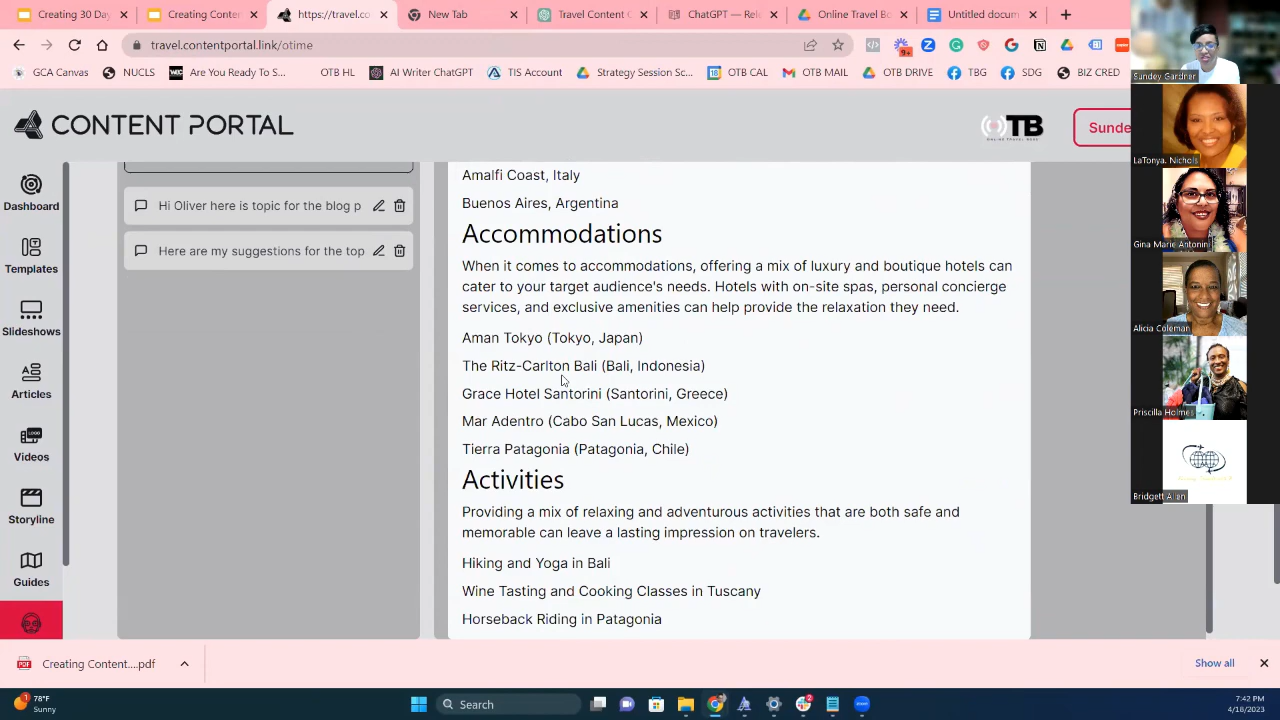 Creating 30 Day
Creating Conten
https://travel.co
New Tab
Travel Content C
ChatGPT — Rele
Online Travel Bo
Untitled docum
travel.contentportal.link/otime
9+
GCA Canvas
NUCLS
Are You Ready To S...
OTB HL
AI Writer ChatGPT
TIS Account
Strategy Session Sc...
OTB CAL
OTB MAIL
OTB DRIVE
TBG
SDG
BIZ CRED
CONTENT PORTAL
OTB
Sunde
Dashboard
Templates
Slideshows
Articles
Videos
Storyline
Guides
Hi Oliver here is topic for the blog p
Here are my suggestions for the top
Amalfi Coast, Italy
Buenos Aires, Argentina
Accommodations
When it comes to accommodations, offering a mix of luxury and boutique hotels can
cater to your target audience's needs. Hotels with on-site spas, personal concierge
services, and exclusive amenities can help provide the relaxation they need.
Aman Tokyo (Tokyo, Japan)
The Ritz-Carlton Bali (Bali, Indonesia)
Grace Hotel Santorini (Santorini, Greece)
Mar Adentro (Cabo San Lucas, Mexico)
Tierra Patagonia (Patagonia, Chile)
Activities
Providing a mix of relaxing and adventurous activities that are both safe and
memorable can leave a lasting impression on travelers.
Hiking and Yoga in Bali
Wine Tasting and Cooking Classes in Tuscany
Horseback Riding in Patagonia
Sundey Gardner
LaTonya. Nichols
Gina Marie Antonini
Alicia Coleman
Priscilla Holmes
Bridgett Allen
Creating Content....pdf
Show all
78°F
Sunny
Search
7:42 PM
4/18/2023